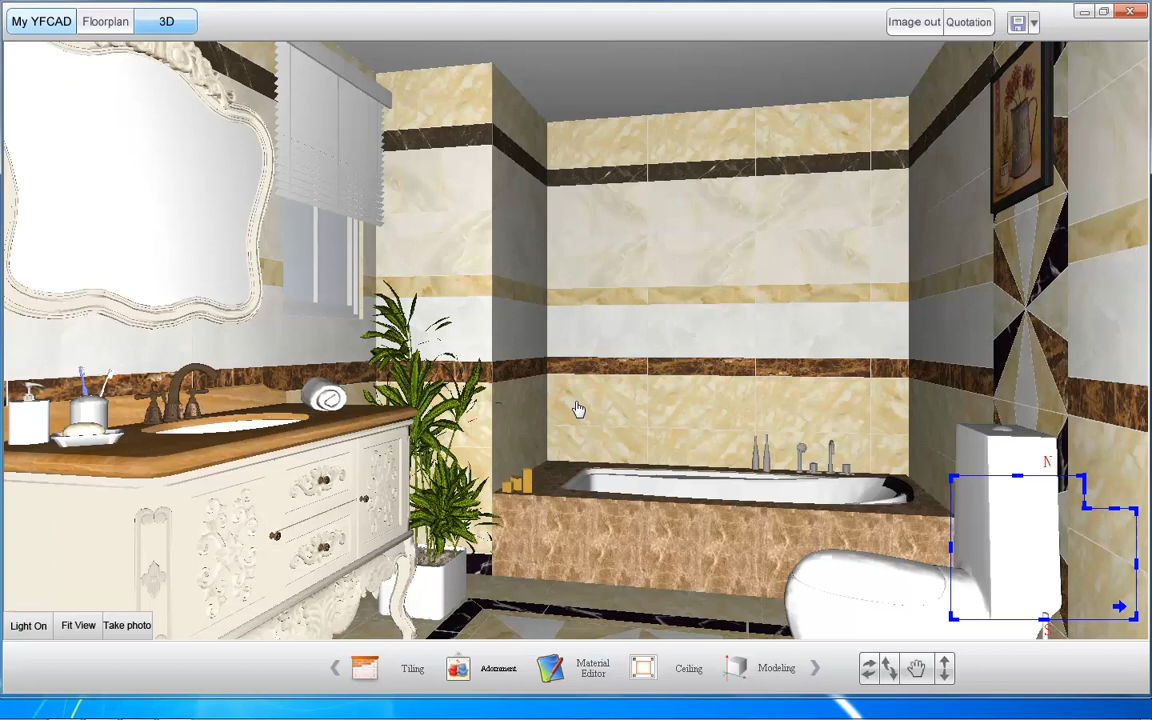 My YFCAD Floorplan 3D Image out Quotation
N
S
Light On Fit View Take photo
Tiling Adornment Material Editor Ceiling Modeling